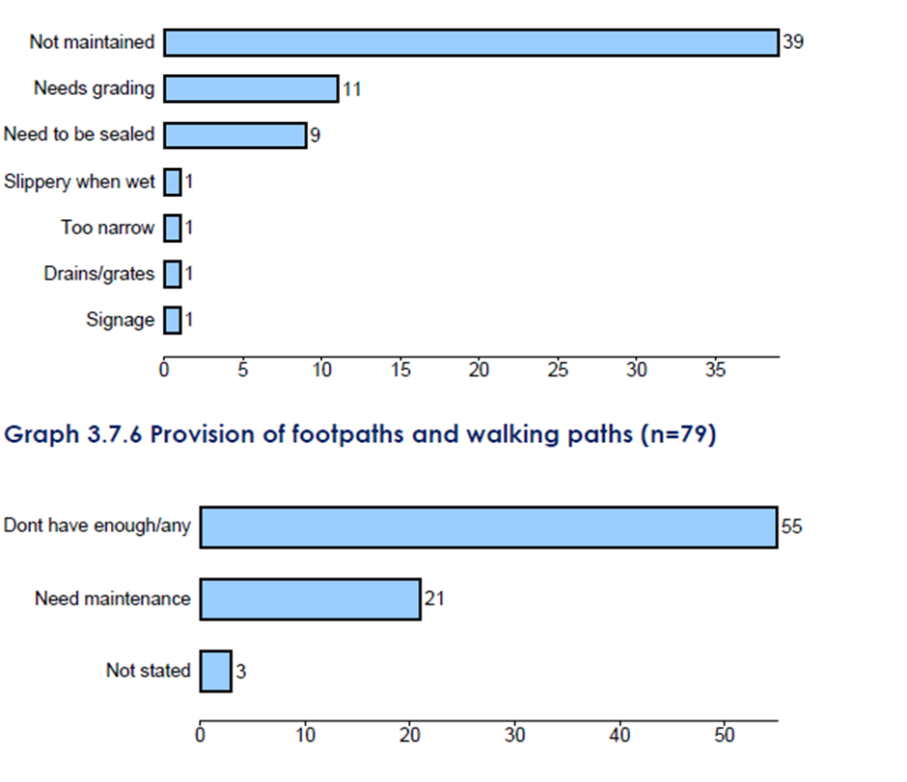 Not maintained 39
Needs grading 11
Need to be sealed 9
Slippery when wet 1
Too narrow 1
Drains/grates 1
Signage 1
0 5 10 15 20 25 30 35
Graph 3.7.6 Provision of footpaths and walking paths (n=79)
Dont have enough/any 55
Need maintenance 21
Not stated 3
0 10 20 30 40 50